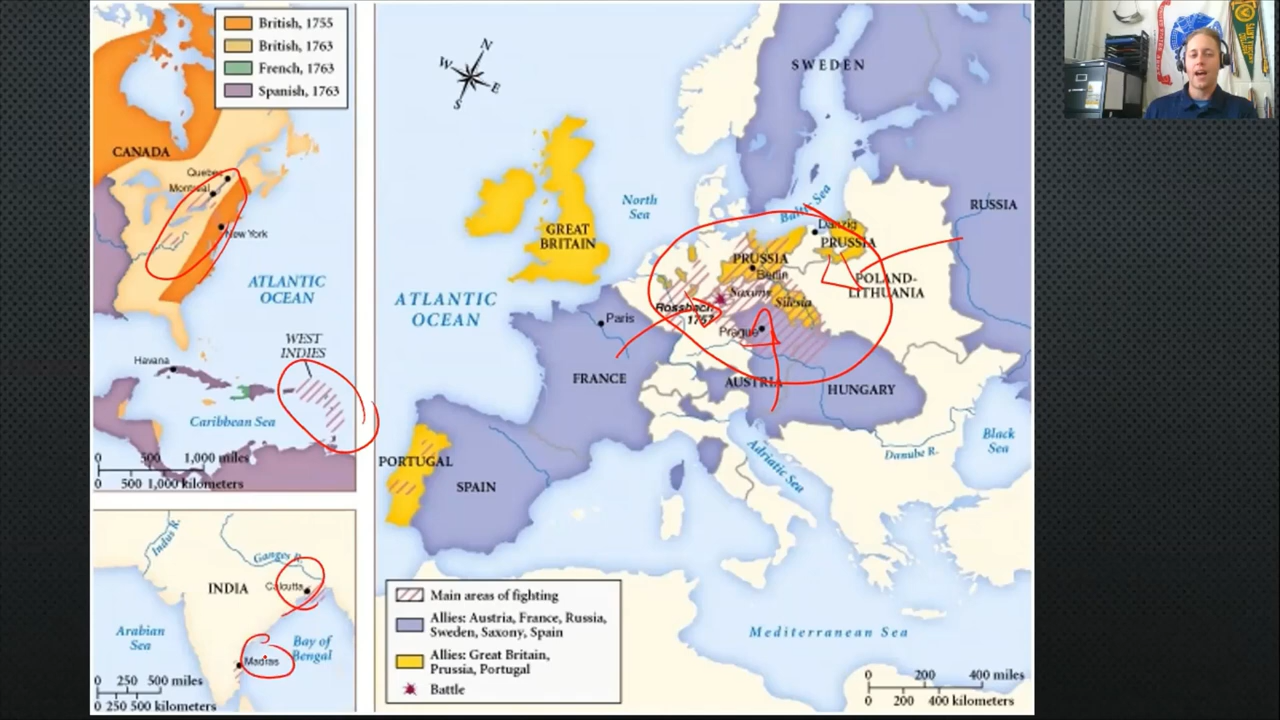 British, 1755
British, 1763
French, 1763
Spanish, 1763
CANADA
Quebec
Montreal
New York
ATLANTIC
OCEAN
WEST
INDIES
Havana
Caribbean Sea
0 500 1,000 miles
0 500 1,000 kilometers
Indus R.
Ganges R.
INDIA
Calcutta
Arabian
Sea
Bay of
Bengal
Madras
0 250 500 miles
0 250 500 kilometers
N
W
E
S
SWEDEN
North
Sea
Baltic Sea
RUSSIA
GREAT
BRITAIN
Danzig
PRUSSIA
PRUSSIA
Berlin
POLAND-
LITHUANIA
Saxony
Silesia
ATLANTIC
OCEAN
Rossbach
1757
Paris
Prague
FRANCE
AUSTRIA
HUNGARY
Black
Sea
Danube R.
Adriatic Sea
PORTUGAL
SPAIN
Main areas of fighting
Allies: Austria, France, Russia,
Sweden, Saxony, Spain
Allies: Great Britain,
Prussia, Portugal
Battle
Mediterranean Sea
0 200 400 miles
0 200 400 kilometers